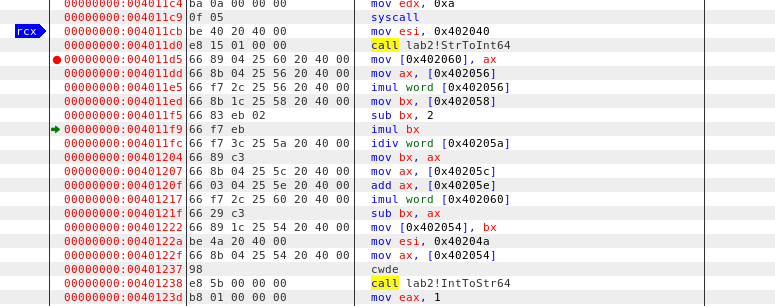 00000000:004011c4 ba 0a 00 00 00 mov edx, 0xa
00000000:004011c9 0f 05 syscall
rcx 00000000:004011cb be 40 20 40 00 mov esi, 0x402040
00000000:004011d0 e8 15 01 00 00 call lab2!StrToInt64
00000000:004011d5 66 89 04 25 60 20 40 00 mov [0x402060], ax
00000000:004011dd 66 8b 04 25 56 20 40 00 mov ax, [0x402056]
00000000:004011e5 66 f7 2c 25 56 20 40 00 imul word [0x402056]
00000000:004011ed 66 8b 1c 25 58 20 40 00 mov bx, [0x402058]
00000000:004011f5 66 83 eb 02 sub bx, 2
00000000:004011f9 66 f7 eb imul bx
00000000:004011fc 66 f7 3c 25 5a 20 40 00 idiv word [0x40205a]
00000000:00401204 66 89 c3 mov bx, ax
00000000:00401207 66 8b 04 25 5c 20 40 00 mov ax, [0x40205c]
00000000:0040120f 66 03 04 25 5e 20 40 00 add ax, [0x40205e]
00000000:00401217 66 f7 2c 25 60 20 40 00 imul word [0x402060]
00000000:0040121f 66 29 c3 sub bx, ax
00000000:00401222 66 89 1c 25 54 20 40 00 mov [0x402054], bx
00000000:0040122a be 4a 20 40 00 mov esi, 0x40204a
00000000:0040122f 66 8b 04 25 54 20 40 00 mov ax, [0x402054]
00000000:00401237 98 cwde
00000000:00401238 e8 5b 00 00 00 call lab2!IntToStr64
00000000:0040123d b8 01 00 00 00 mov eax, 1